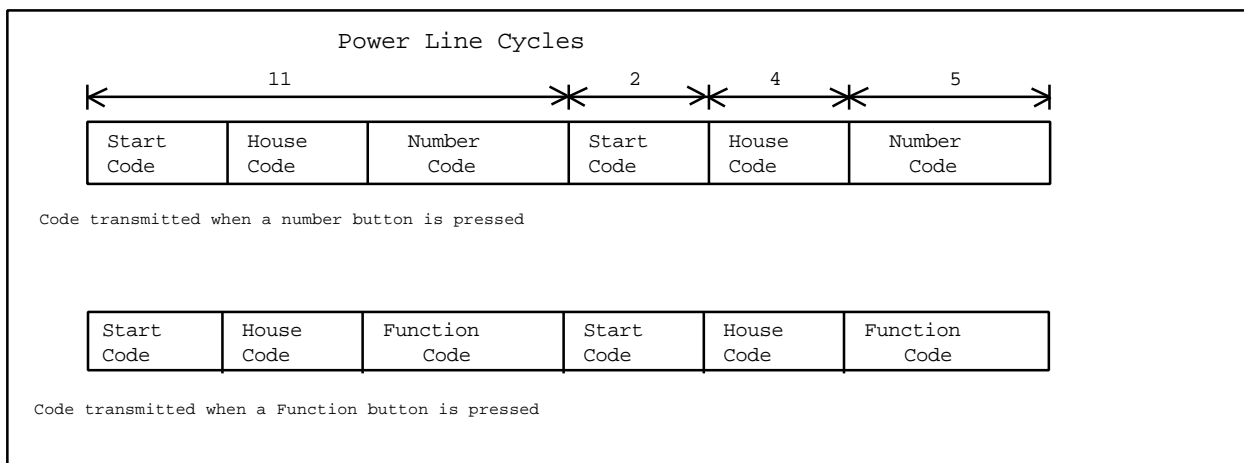 Power Line Cycles
11 2 4 5
Start House Number Start House Number
Code Code Code Code Code Code
Code transmitted when a number button is pressed
Start House Function Start House Function
Code Code Code Code Code Code
Code transmitted when a Function button is pressed